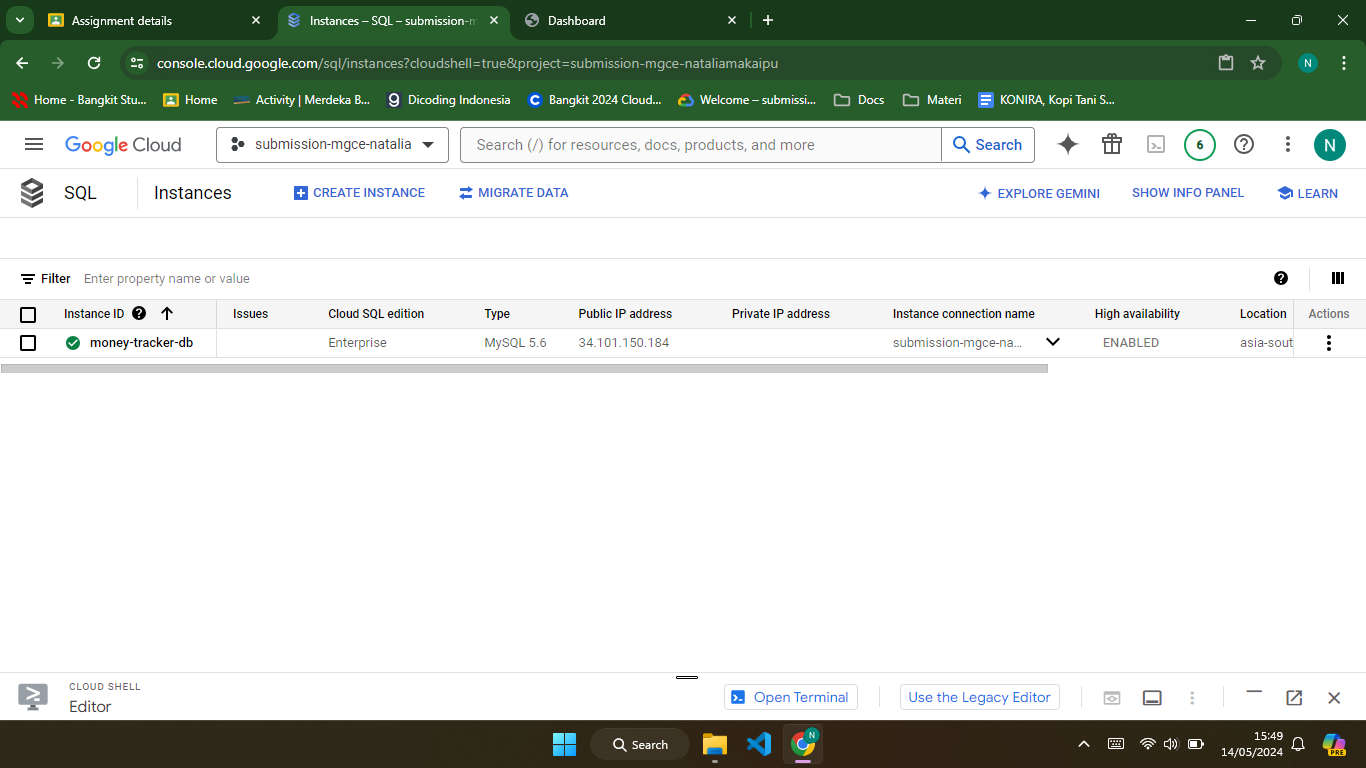 Assignment details
Instances – SQL – submission-m
Dashboard
console.cloud.google.com/sql/instances?cloudshell=true&project=submission-mgce-nataliamakaipu
N
Home - Bangkit Stu...
Home
Activity | Merdeka B...
Dicoding Indonesia
Bangkit 2024 Cloud...
Welcome – submissi...
Docs
Materi
KONIRA, Kopi Tani S...
Google Cloud
submission-mgce-natalia
Search (/) for resources, docs, products, and more
Search
6
N
SQL
Instances
CREATE INSTANCE
MIGRATE DATA
EXPLORE GEMINI
SHOW INFO PANEL
LEARN
Filter
Enter property name or value
Instance ID
Issues
Cloud SQL edition
Type
Public IP address
Private IP address
Instance connection name
High availability
Location
Actions
money-tracker-db
Enterprise
MySQL 5.6
34.101.150.184
submission-mgce-na...
ENABLED
asia-sout
CLOUD SHELL
Editor
Open Terminal
Use the Legacy Editor
Search
N
15:49
14/05/2024
PRE